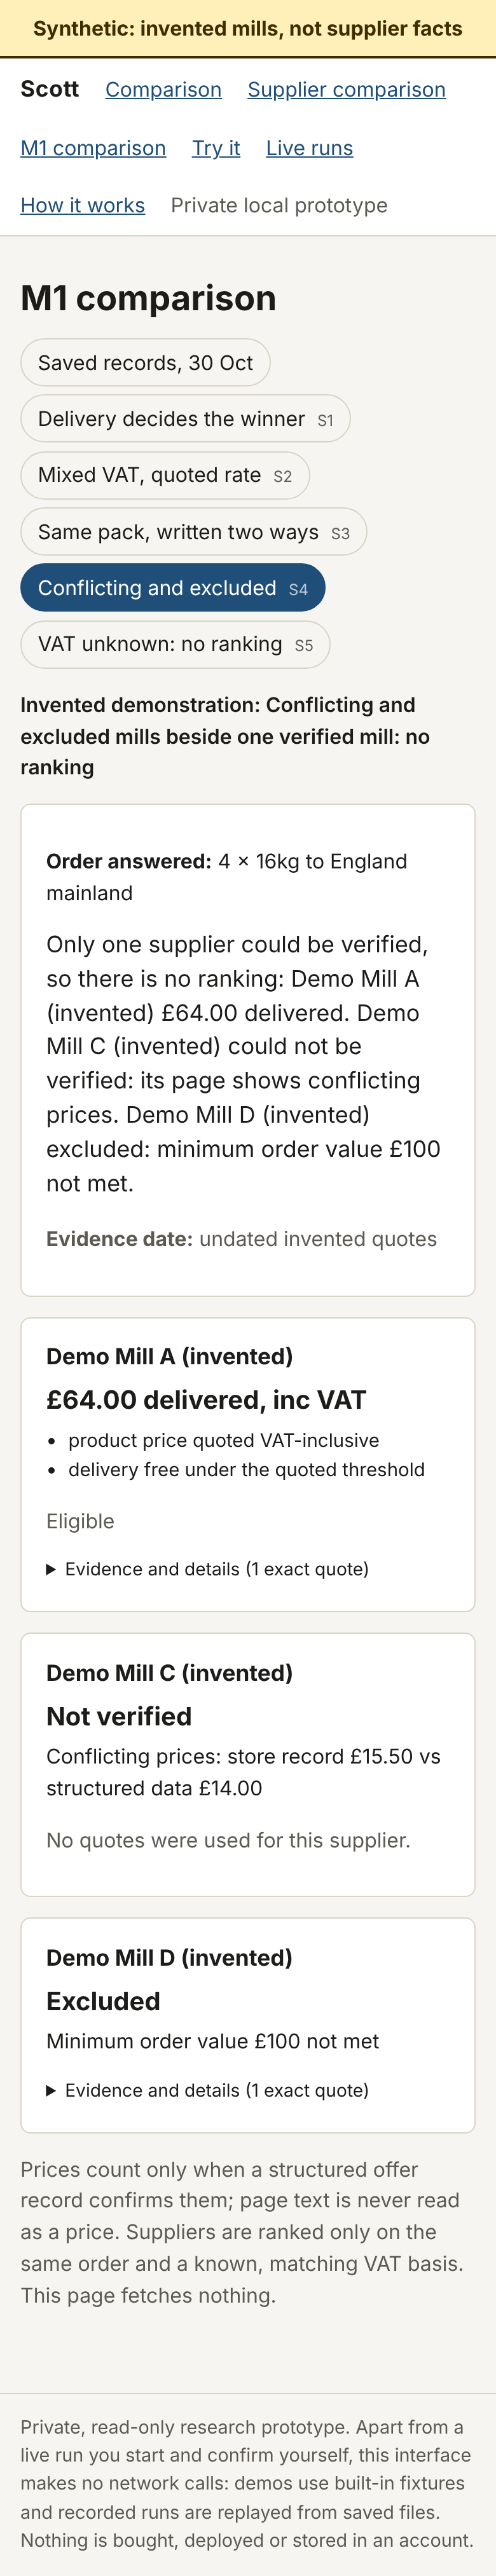 Synthetic: invented mills, not supplier facts
Scott Comparison Supplier comparison
M1 comparison Try it Live runs
How it works Private local prototype
M1 comparison
Saved records, 30 Oct
Delivery decides the winner S1
Mixed VAT, quoted rate S2
Same pack, written two ways S3
Conflicting and excluded S4
VAT unknown: no ranking S5
Invented demonstration: Conflicting and
excluded mills beside one verified mill: no
ranking
Order answered: 4 × 16kg to England
mainland
Only one supplier could be verified,
so there is no ranking: Demo Mill A
(invented) £64.00 delivered. Demo
Mill C (invented) could not be
verified: its page shows conflicting
prices. Demo Mill D (invented)
excluded: minimum order value £100
not met.
Evidence date: undated invented quotes
Demo Mill A (invented)
£64.00 delivered, inc VAT
• product price quoted VAT-inclusive
• delivery free under the quoted threshold
Eligible
▶ Evidence and details (1 exact quote)
Demo Mill C (invented)
Not verified
Conflicting prices: store record £15.50 vs
structured data £14.00
No quotes were used for this supplier.
Demo Mill D (invented)
Excluded
Minimum order value £100 not met
▶ Evidence and details (1 exact quote)
Prices count only when a structured offer
record confirms them; page text is never read
as a price. Suppliers are ranked only on the
same order and a known, matching VAT basis.
This page fetches nothing.
Private, read-only research prototype. Apart from a
live run you start and confirm yourself, this interface
makes no network calls: demos use built-in fixtures
and recorded runs are replayed from saved files.
Nothing is bought, deployed or stored in an account.